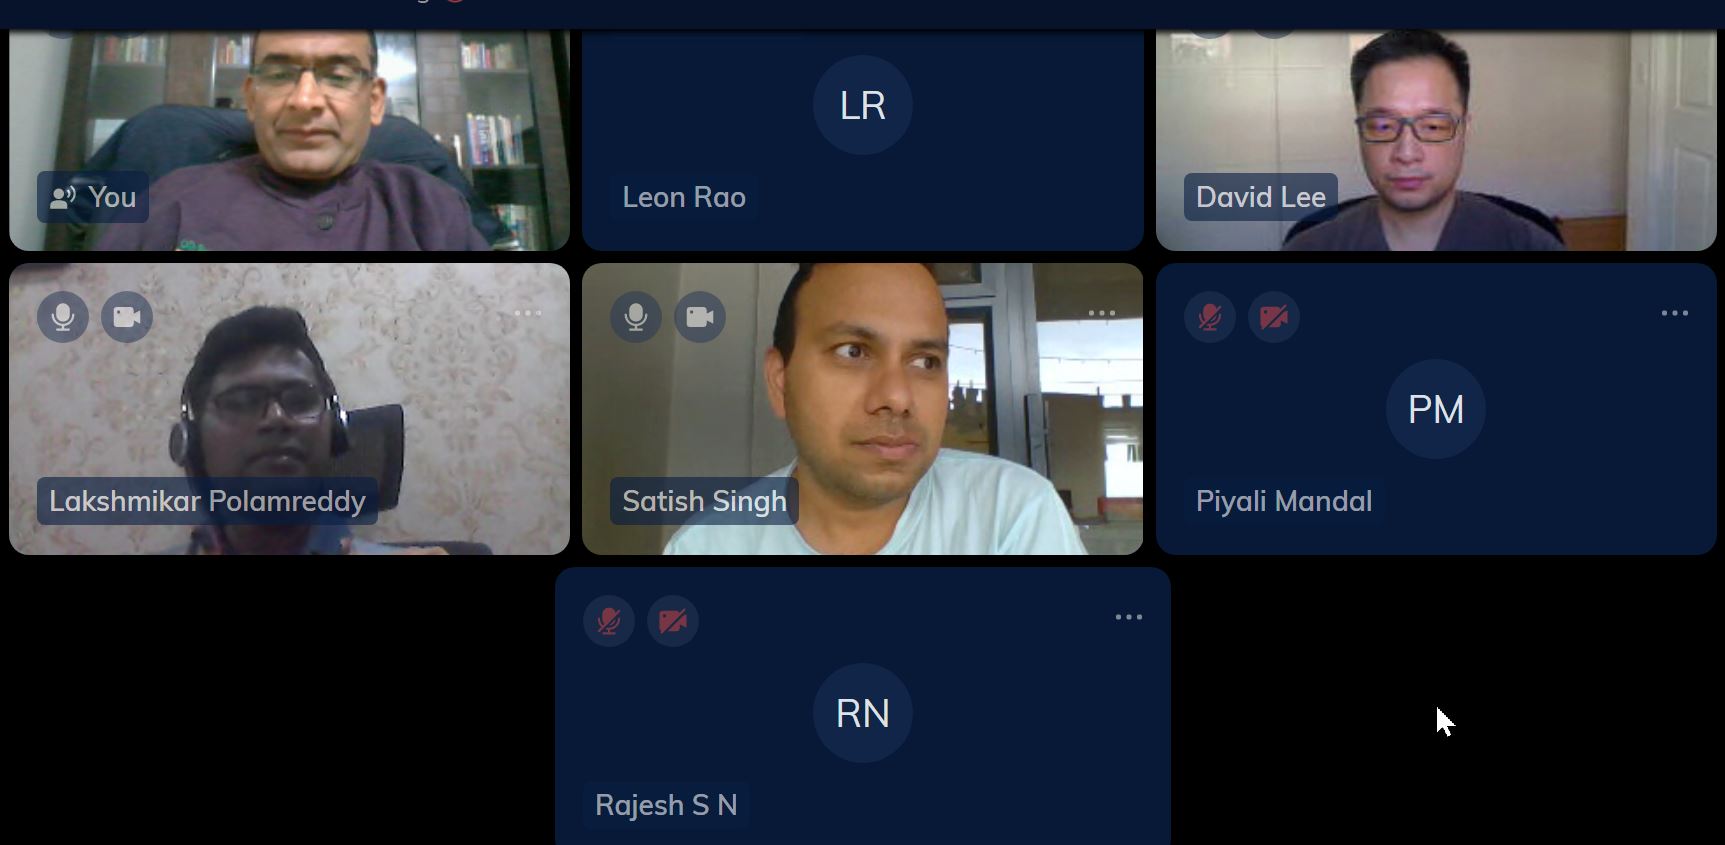 LR
You
Leon Rao
David Lee
Lakshmikar Polamreddy
Satish Singh
PM
Piyali Mandal
RN
Rajesh S N